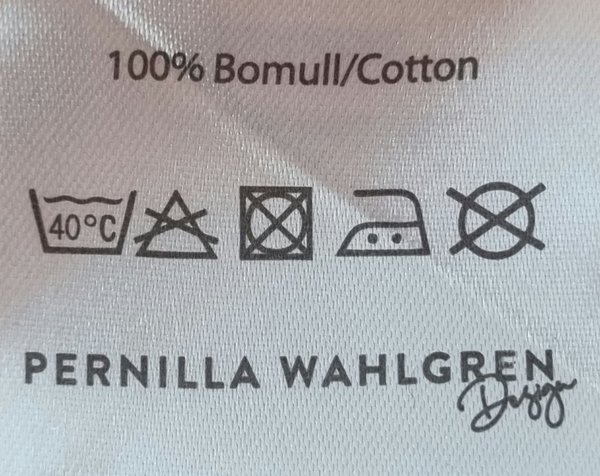 100% Bomull/Cotton
40°C
PERNILLA WAHLGREN
Design